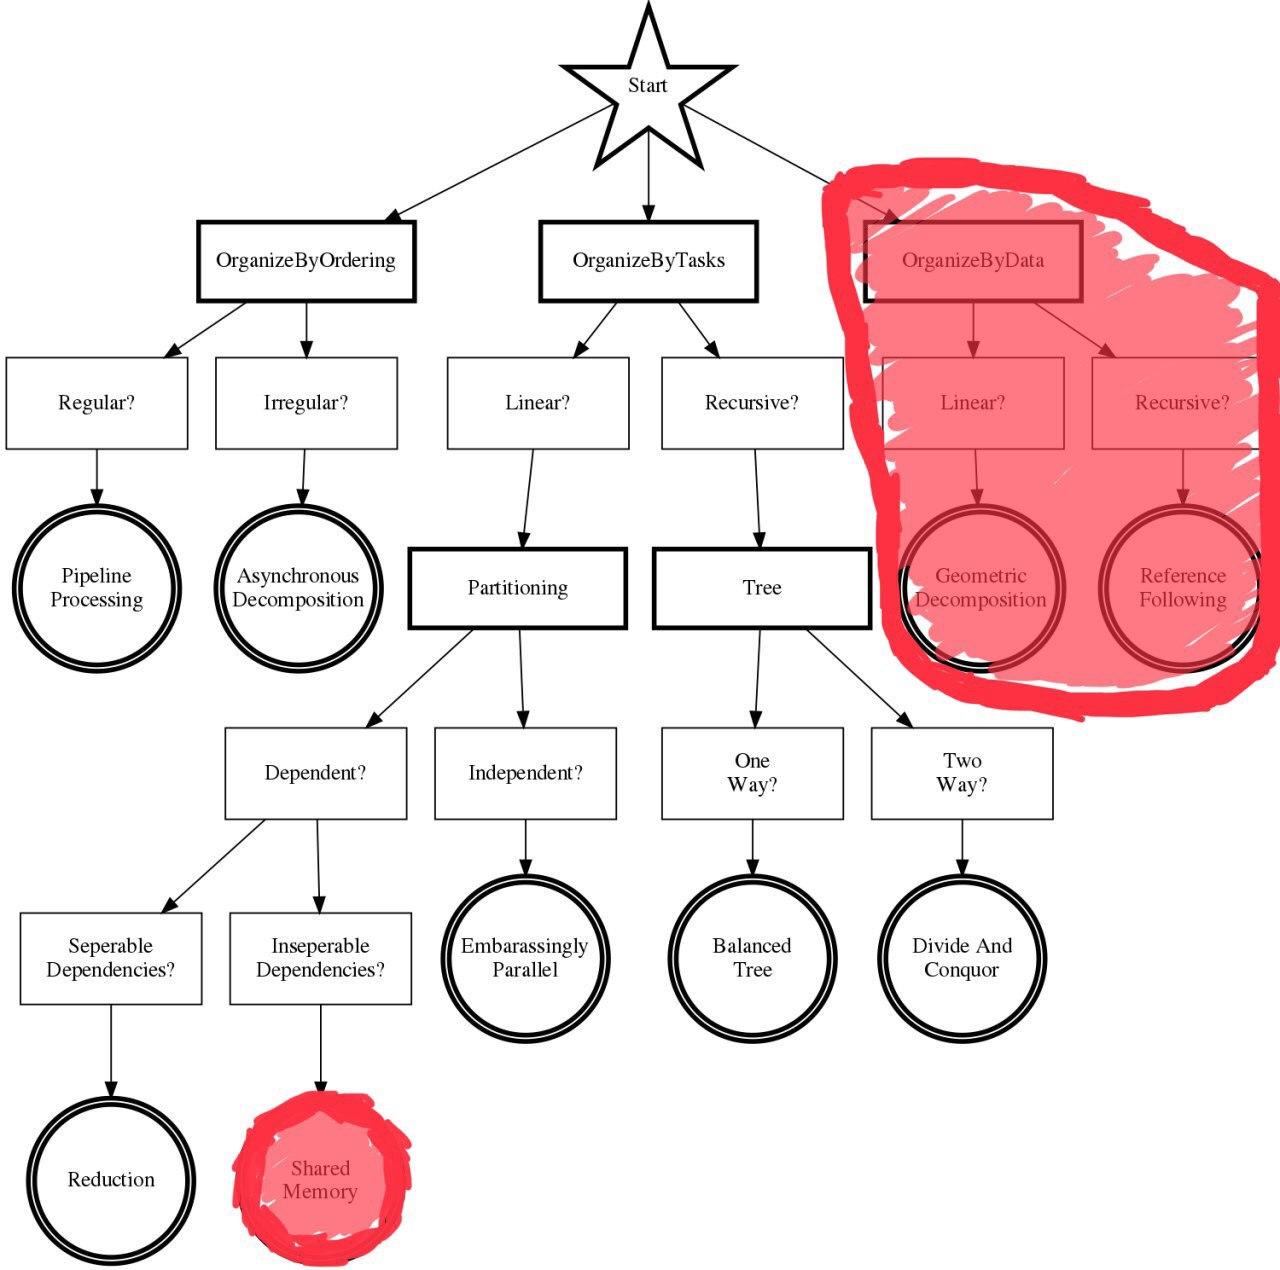 Start
OrganizeByOrdering
OrganizeByTasks
OrganizeByData
Regular?
Irregular?
Linear?
Recursive?
Linear?
Recursive?
Pipeline
Processing
Asynchronous
Decomposition
Partitioning
Tree
Geometric
Decomposition
Reference
Following
Dependent?
Independent?
One
Way?
Two
Way?
Seperable
Dependencies?
Inseperable
Dependencies?
Embarassingly
Parallel
Balanced
Tree
Divide And
Conquor
Reduction
Shared
Memory